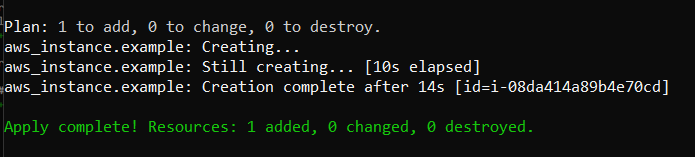 Plan: 1 to add, 0 to change, 0 to destroy.
aws_instance.example: Creating...
aws_instance.example: Still creating... [10s elapsed]
aws_instance.example: Creation complete after 14s [id=i-08da414a89b4e70cd]
Apply complete! Resources: 1 added, 0 changed, 0 destroyed.